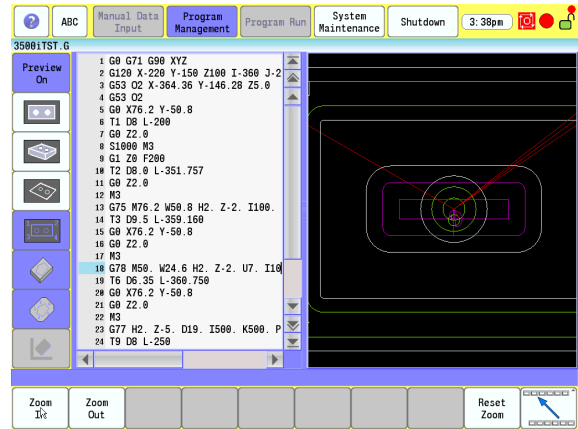 ?
ABC
Manual Data Input
Program Management
Program Run
System Maintenance
Shutdown
3:38pm
3500iTST.G
Preview On
1 G0 G71 G90 XYZ
2 G120 X-220 Y-150 Z100 I-360 J-2
3 G53 O2 X-364.36 Y-146.28 Z5.0
4 G53 O2
5 G0 X76.2 Y-50.8
6 T1 D8 L-200
7 G0 Z2.0
8 S1000 M3
9 G1 Z0 F200
10 T2 D8.0 L-351.757
11 G0 Z2.0
12 M3
13 G75 M76.2 W50.8 H2. Z-2. I100.
14 T3 D9.5 L-359.160
15 G0 X76.2 Y-50.8
16 G0 Z2.0
17 M3
18 G78 M50. W24.6 H2. Z-2. U7. I10
19 T6 D6.35 L-360.750
20 G0 X76.2 Y-50.8
21 G0 Z2.0
22 M3
23 G77 H2. Z-5. D19. I500. K500. P
24 T9 D8 L-250
Zoom In
Zoom Out
Reset Zoom